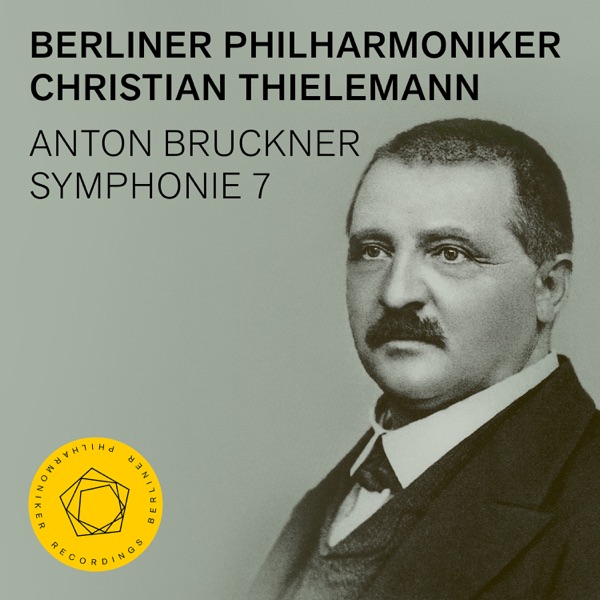 BERLINER PHILHARMONIKER
CHRISTIAN THIELEMANN
ANTON BRUCKNER
SYMPHONIE 7
BERLINER PHILHARMONIKER RECORDINGS